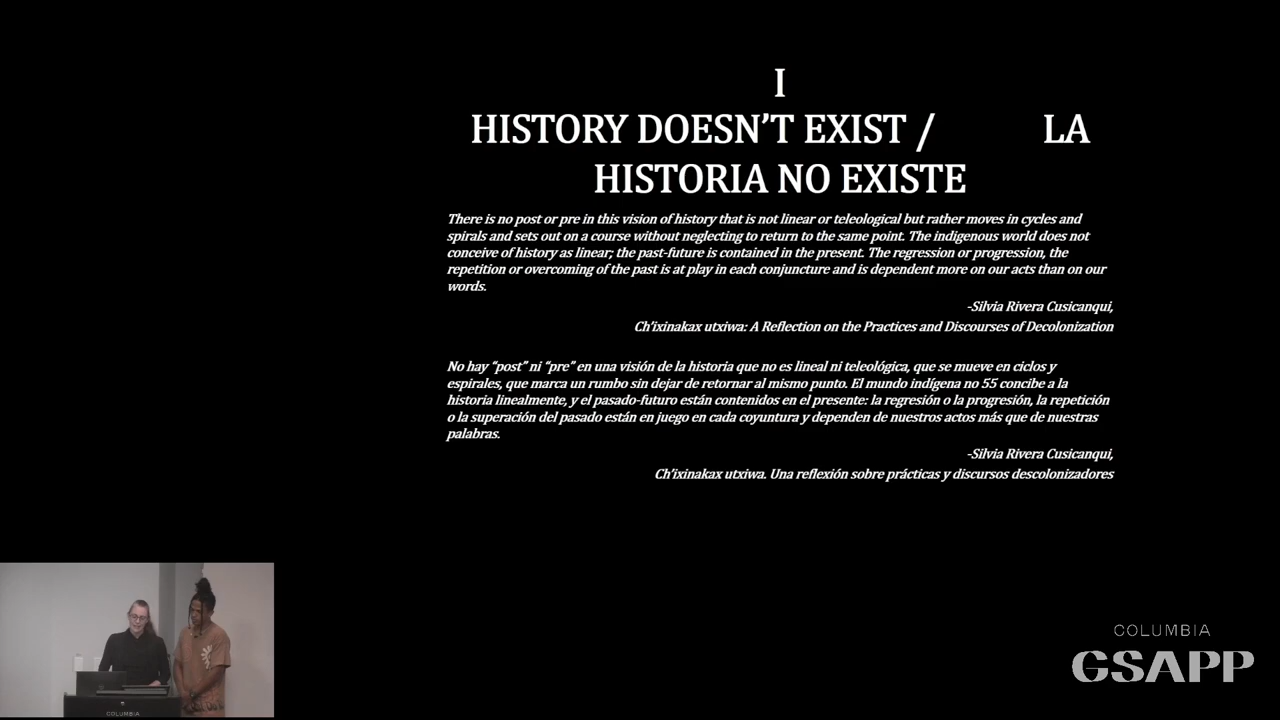 I
HISTORY DOESN'T EXIST / LA
HISTORIA NO EXISTE
There is no post or pre in this vision of history that is not linear or teleological but rather moves in cycles and
spirals and sets out on a course without neglecting to return to the same point. The indigenous world does not
conceive of history as linear; the past-future is contained in the present. The regression or progression, the
repetition or overcoming of the past is at play in each conjuncture and is dependent more on our acts than on our
words.
-Silvia Rivera Cusicanqui,
Ch'ixinakax utxiwa: A Reflection on the Practices and Discourses of Decolonization
No hay “post” ni “pre” en una visión de la historia que no es lineal ni teleológica, que se mueve en ciclos y
espirales, que marca un rumbo sin dejar de retornar al mismo punto. El mundo indígena no 55 concibe a la
historia linealmente, y el pasado-futuro están contenidos en el presente: la regresión o la progresión, la repetición
o la superación del pasado están en juego en cada coyuntura y dependen de nuestros actos más que de nuestras
palabras.
-Silvia Rivera Cusicanqui,
Ch'ixinakax utxiwa. Una reflexión sobre prácticas y discursos descolonizadores
COLUMBIA
GSAPP
COLUMBIA